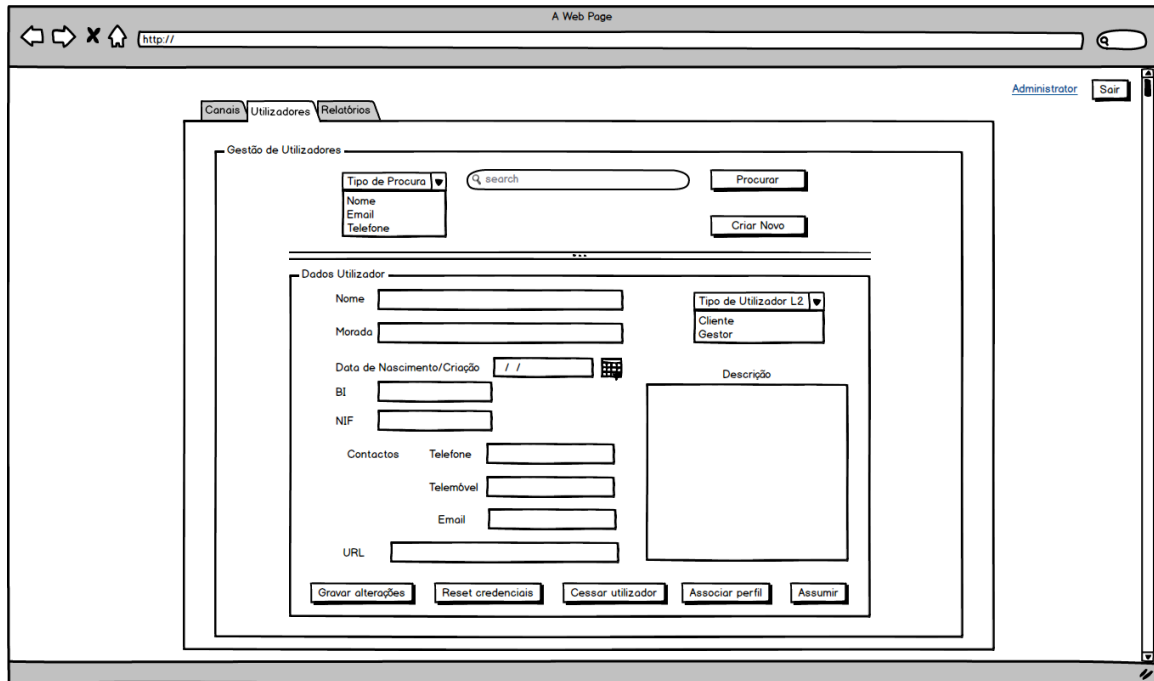 A Web Page
http://
Administrator Sair
Canais Utilizadores Relatórios
Gestão de Utilizadores
Tipo de Procura search Procurar
Nome
Email
Telefone
Criar Novo
Dados Utilizador
Nome
Tipo de Utilizador L2
Cliente
Gestor
Morada
Data de Nascimento/Criação / /
Descrição
BI
NIF
Contactos Telefone
Telemóvel
Email
URL
Gravar alterações Reset credenciais Cessar utilizador Associar perfil Assumir